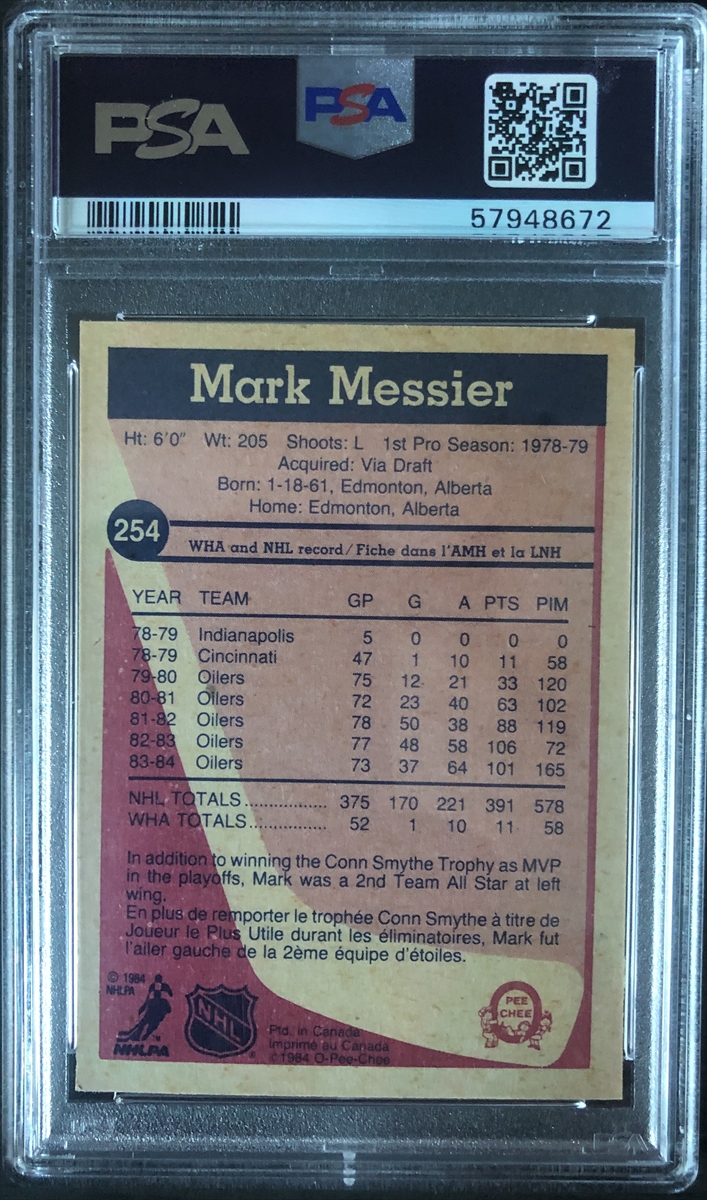 PSA
PSA
57948672
Mark Messier
Ht: 6'0" Wt: 205 Shoots: L 1st Pro Season: 1978-79
Acquired: Via Draft
Born: 1-18-61, Edmonton, Alberta
Home: Edmonton, Alberta
254
WHA and NHL record/Fiche dans l'AMH et la LNH
YEAR TEAM GP G A PTS PIM
78-79 Indianapolis 5 0 0 0 0
78-79 Cincinnati 47 1 10 11 58
79-80 Oilers 75 12 21 33 120
80-81 Oilers 72 23 40 63 102
81-82 Oilers 78 50 38 88 119
82-83 Oilers 77 48 58 106 72
83-84 Oilers 73 37 64 101 165
NHL TOTALS................ 375 170 221 391 578
WHA TOTALS............... 52 1 10 11 58
In addition to winning the Conn Smythe Trophy as MVP
in the playoffs, Mark was a 2nd Team All Star at left
wing.
En plus de remporter le trophée Conn Smythe à titre de
Joueur le Plus Utile durant les éliminatoires, Mark fut
l'ailer gauche de la 2ème équipe d'étoiles.
© 1984
NHLPA
NHLPA
TM
NHL
®
Ptd. in Canada
Imprimé au Canada
©1984 O-Pee-Chee
PEE
CHEE
PSA